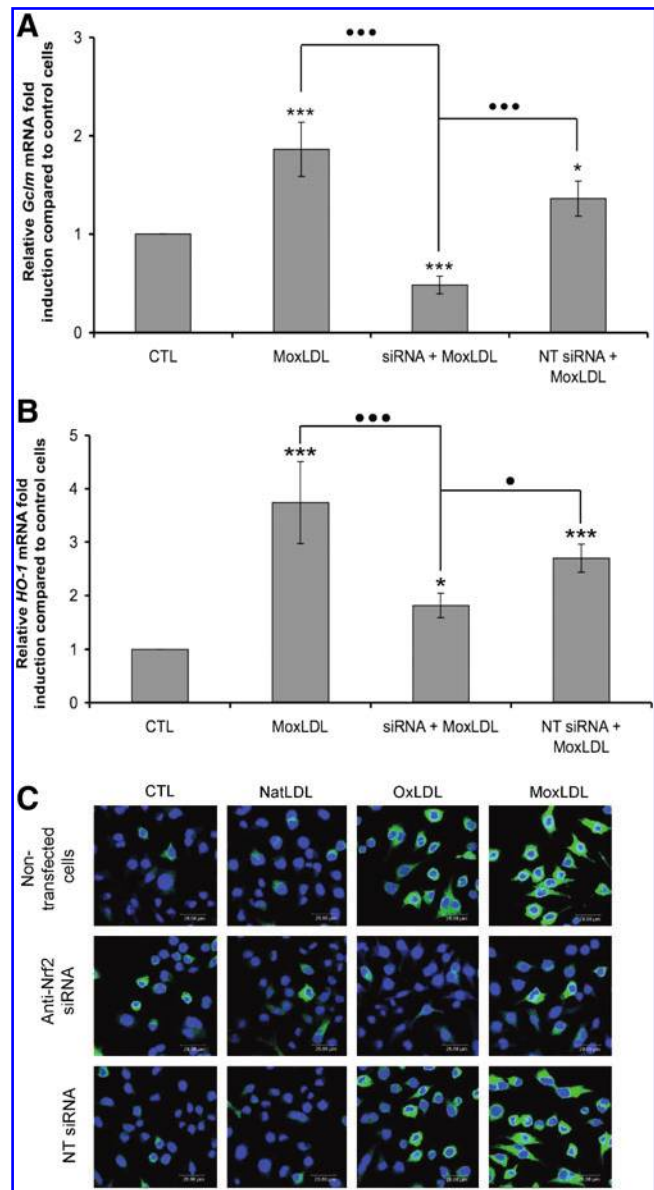 A
Relative Gclm mRNA fold
induction compared to control cells
3
2
1
0
***
***
*
CTL
MoxLDL
siRNA + MoxLDL
NT siRNA +
MoxLDL
B
Relative HO-1 mRNA fold
induction compared to control cells
5
4
3
2
1
0
***
*
***
CTL
MoxLDL
siRNA + MoxLDL
NT siRNA +
MoxLDL
C
CTL
NatLDL
OxLDL
MoxLDL
Non-
transfected
cells
Anti-Nrf2
siRNA
NT siRNA